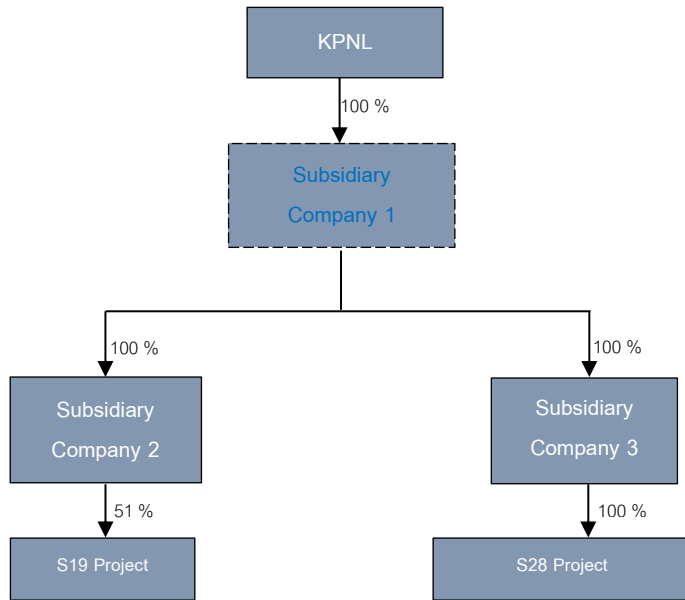 KPNL
100 %
Subsidiary
Company 1
100 %
100 %
Subsidiary
Company 2
Subsidiary
Company 3
51 %
100 %
S19 Project
S28 Project